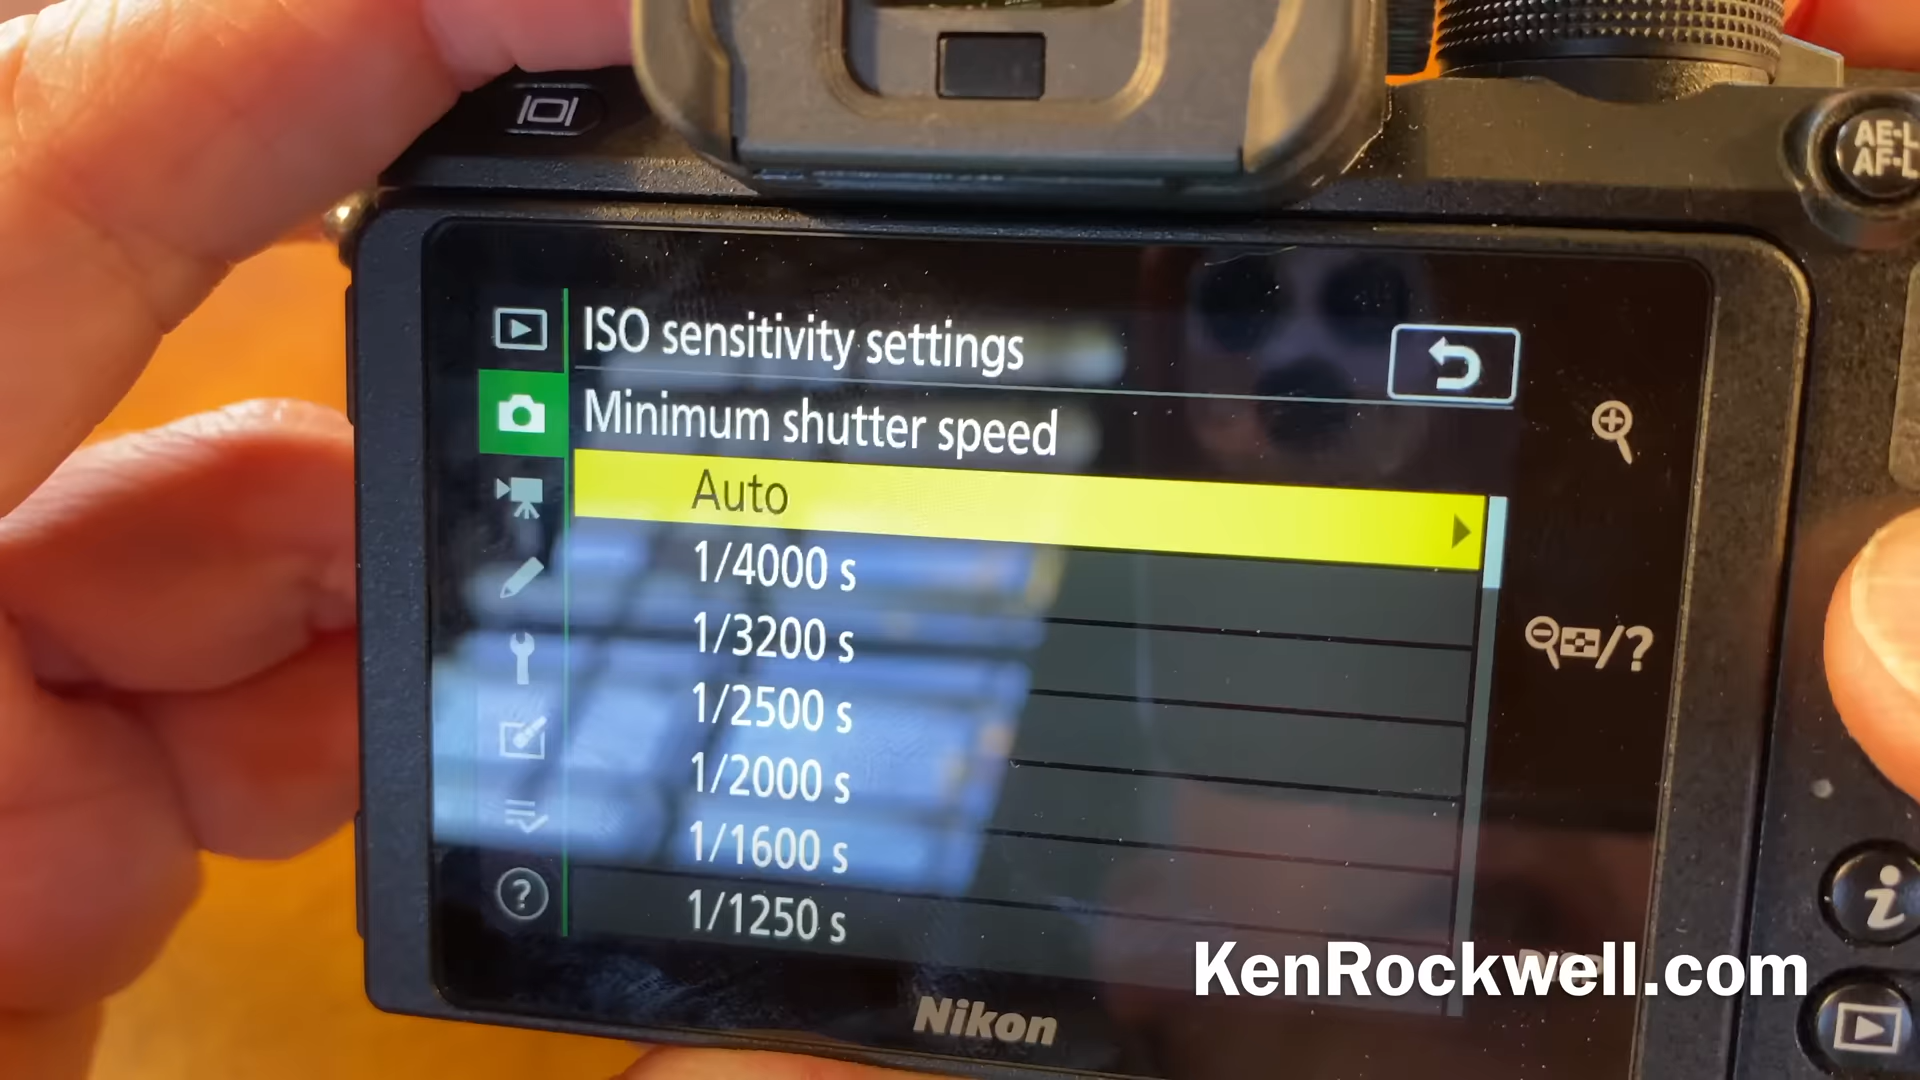 AE-L
AF-L
ISO sensitivity settings
Minimum shutter speed
Auto
1/4000 s
1/3200 s
1/2500 s
1/2000 s
1/1600 s
1/1250 s
?
/?
i
KenRockwell.com
Nikon